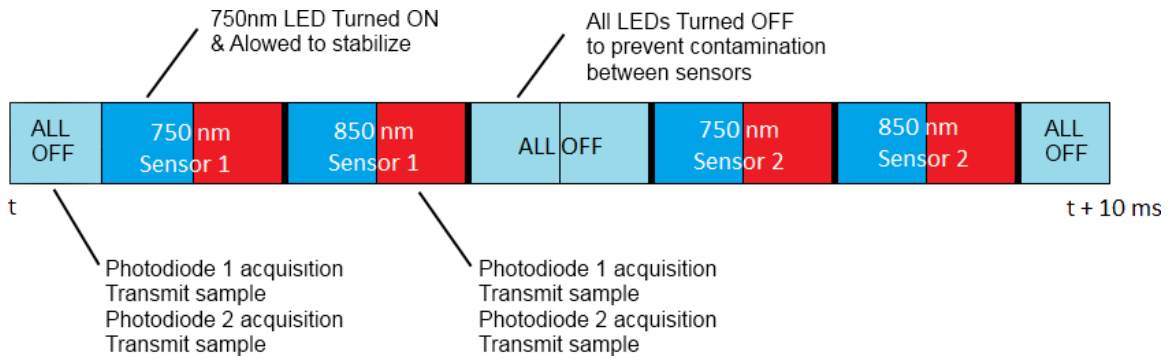 750nm LED Turned ON
& Alowed to stabilize
All LEDs Turned OFF
to prevent contamination
between sensors
ALL
OFF
750 nm
Sensor 1
850 nm
Sensor 1
ALL OFF
750 nm
Sensor 2
850 nm
Sensor 2
ALL
OFF
t
t + 10 ms
Photodiode 1 acquisition
Transmit sample
Photodiode 2 acquisition
Transmit sample
Photodiode 1 acquisition
Transmit sample
Photodiode 2 acquisition
Transmit sample